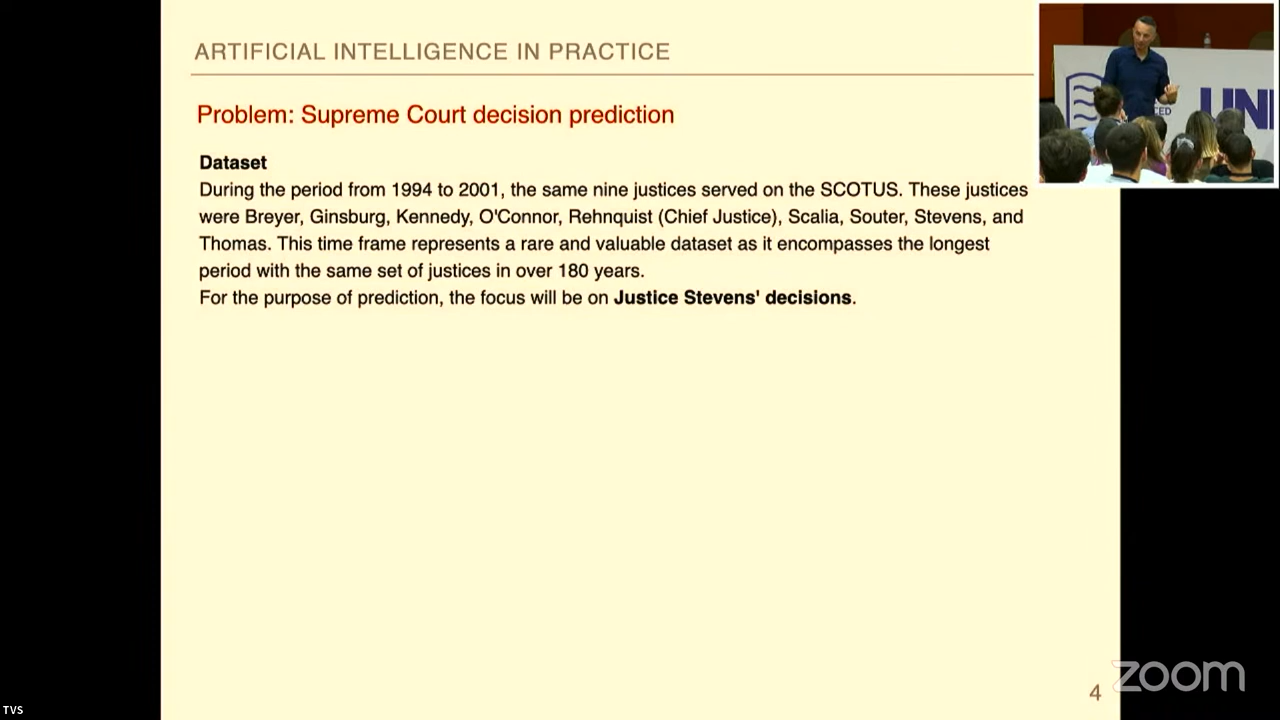 ARTIFICIAL INTELLIGENCE IN PRACTICE
Problem: Supreme Court decision prediction
Dataset
During the period from 1994 to 2001, the same nine justices served on the SCOTUS. These justices
were Breyer, Ginsburg, Kennedy, O'Connor, Rehnquist (Chief Justice), Scalia, Souter, Stevens, and
Thomas. This time frame represents a rare and valuable dataset as it encompasses the longest
period with the same set of justices in over 180 years.
For the purpose of prediction, the focus will be on Justice Stevens' decisions.
UNI
4
zoom
TVS